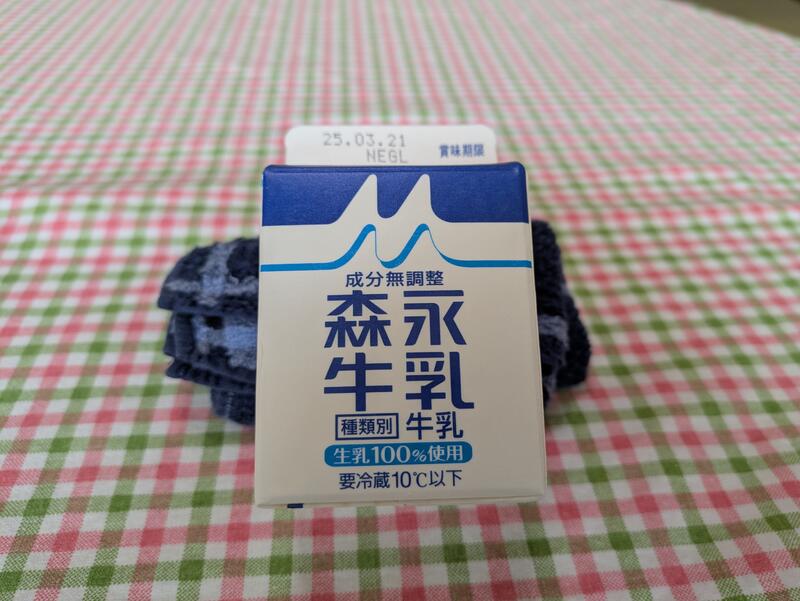 25.03.21
NEGL 賞味期限
成分無調整
森永
牛乳
種類別 牛乳
生乳100%使用
要冷蔵10℃以下